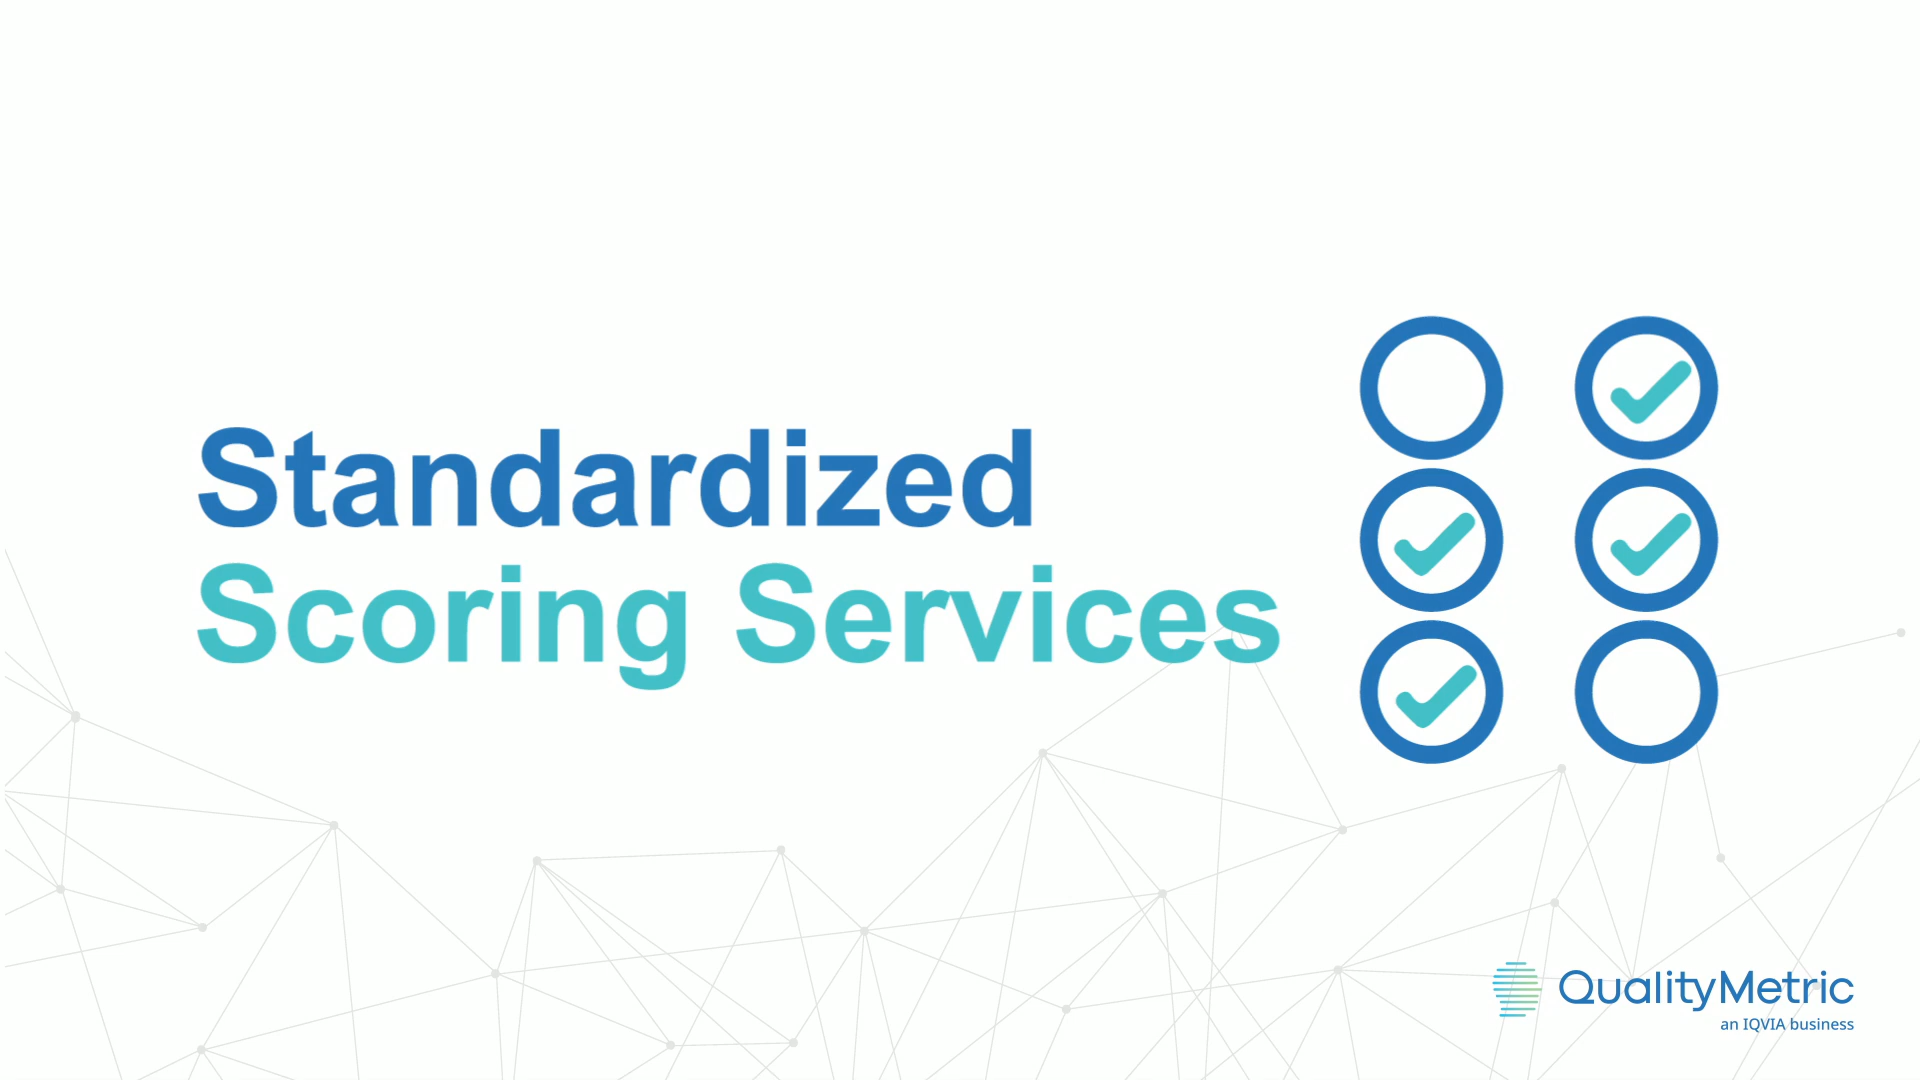 Standardized
Scoring Services
QualityMetric
an IQVIA business